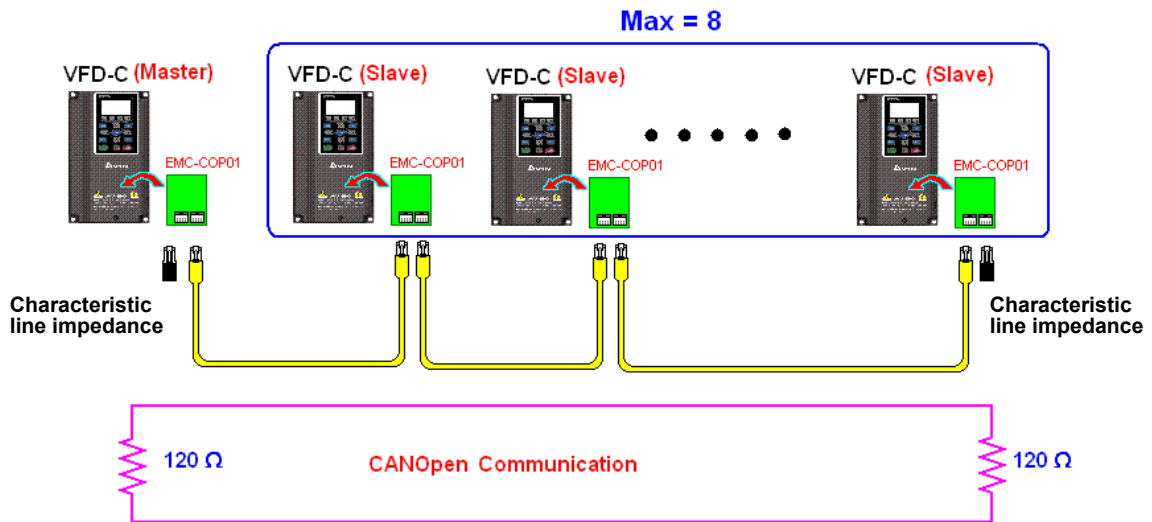 Max = 8
VFD-C (Master)
VFD-C (Slave)
VFD-C (Slave)
VFD-C (Slave)
EMC-COP01
EMC-COP01
EMC-COP01
EMC-COP01
Characteristic
line impedance
Characteristic
line impedance
120 Ω
CANOpen Communication
120 Ω